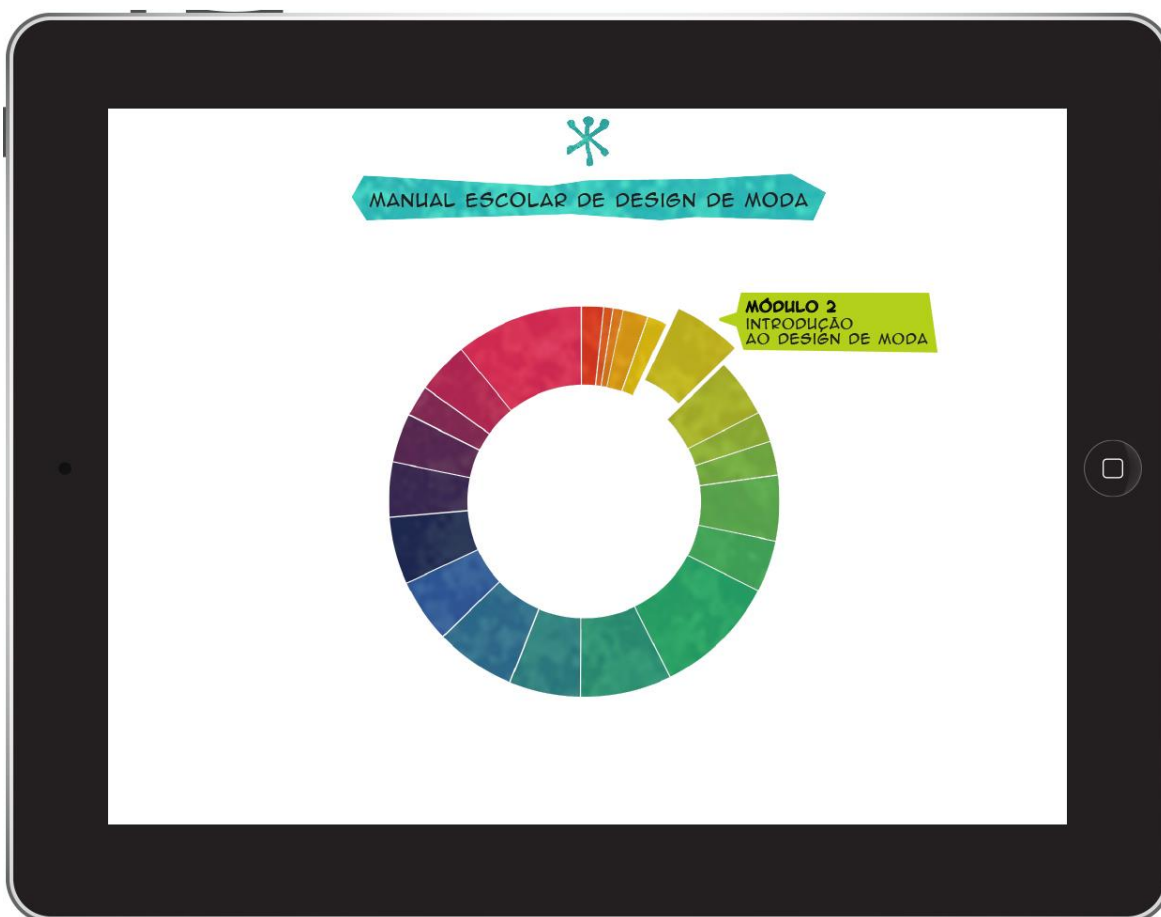 MANUAL ESCOLAR DE DESIGN DE MODA
MÓDULO 2
INTRODUÇÃO
AO DESIGN DE MODA